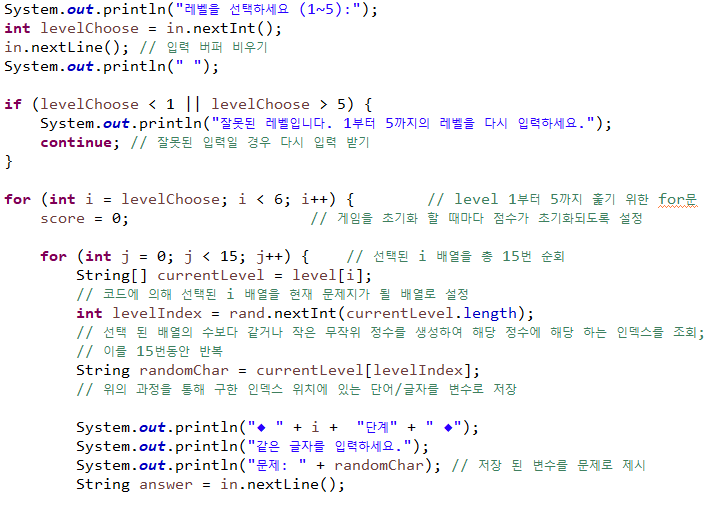 System.out.println("레벨을 선택하세요 (1~5):");
int levelChoose = in.nextInt();
in.nextLine(); // 입력 버퍼 비우기
System.out.println(" ");

if (levelChoose < 1 || levelChoose > 5) {
    System.out.println("잘못된 레벨입니다. 1부터 5까지의 레벨을 다시 입력하세요.");
    continue; // 잘못된 입력일 경우 다시 입력 받기
}

for (int i = levelChoose; i < 6; i++) {        // level 1부터 5까지 훑기 위한 for문
    score = 0;                    // 게임을 초기화 할 때마다 점수가 초기화되도록 설정

    for (int j = 0; j < 15; j++) {    // 선택된 i 배열을 총 15번 순회
        String[] currentLevel = level[i];
        // 코드에 의해 선택된 i 배열을 현재 문제지가 될 배열로 설정
        int levelIndex = rand.nextInt(currentLevel.length);
        // 선택 된 배열의 수보다 같거나 작은 무작위 정수를 생성하여 해당 정수에 해당 하는 인덱스를 조회;
        // 이를 15번동안 반복
        String randomChar = currentLevel[levelIndex];
        // 위의 과정을 통해 구한 인덱스 위치에 있는 단어/글자를 변수로 저장

        System.out.println("◆ " + i +  "단계" + " ◆");
        System.out.println("같은 글자를 입력하세요.");
        System.out.println("문제: " + randomChar); // 저장 된 변수를 문제로 제시
        String answer = in.nextLine();